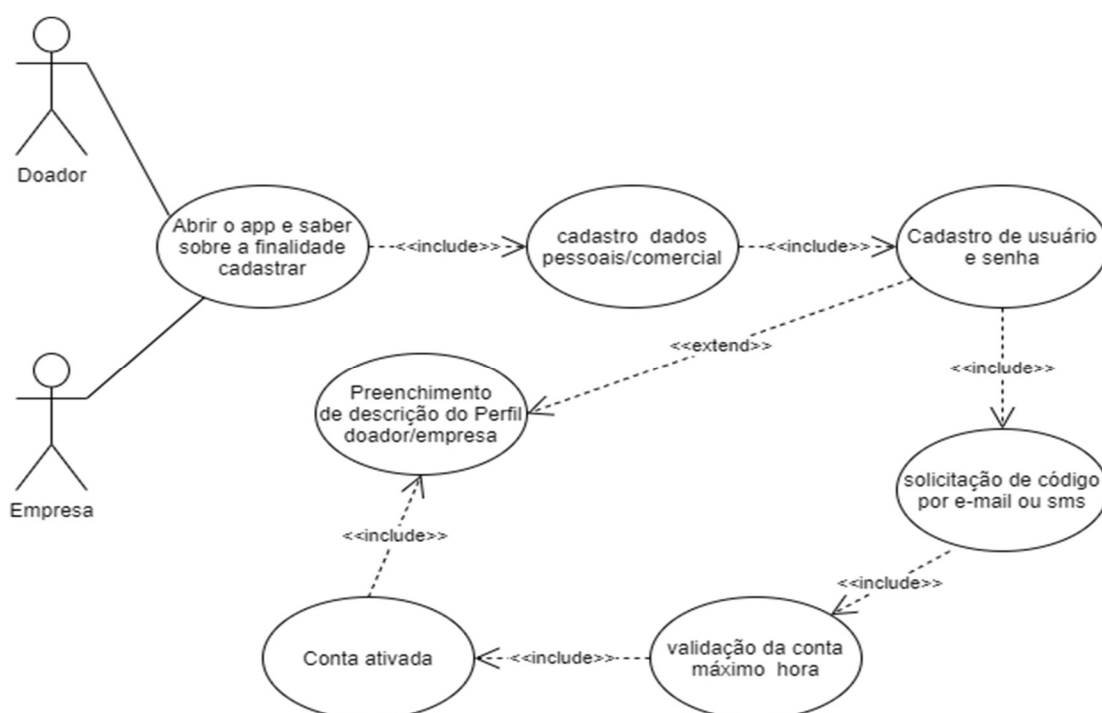 Doador
Abrir o app e saber
sobre a finalidade
cadastrar
<<include>>
cadastro dados
pessoais/comercial
<<include>>
Cadastro de usuário
e senha
<<extend>>
<<include>>
Preenchimento
de descrição do Perfil
doador/empresa
Empresa
solicitação de código
por e-mail ou sms
<<include>>
<<include>>
Conta ativada
<<include>>
validação da conta
máximo hora